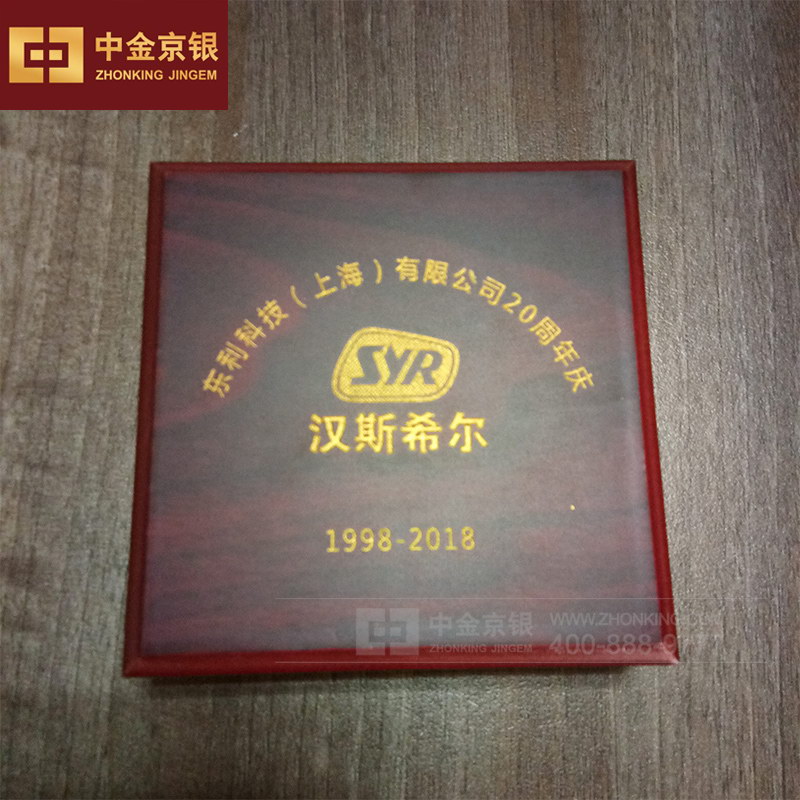 中金京银
ZHONKING JINGEM
东利科技（上海）有限公司20周年庆
SYR
汉斯希尔
1998-2018
中金京银
ZHONKING JINGEM
WWW.ZHONKING
400-888-